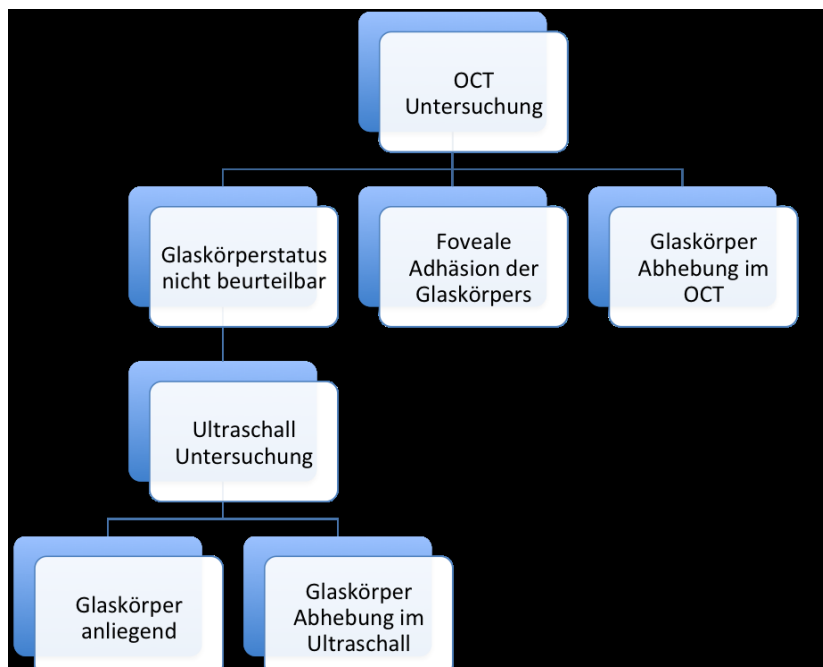 OCT
Untersuchung
Glaskörperstatus
nicht beurteilbar
Foveale
Adhäsion der
Glaskörpers
Glaskörper
Abhebung im
OCT
Ultraschall
Untersuchung
Glaskörper
anliegend
Glaskörper
Abhebung im
Ultraschall